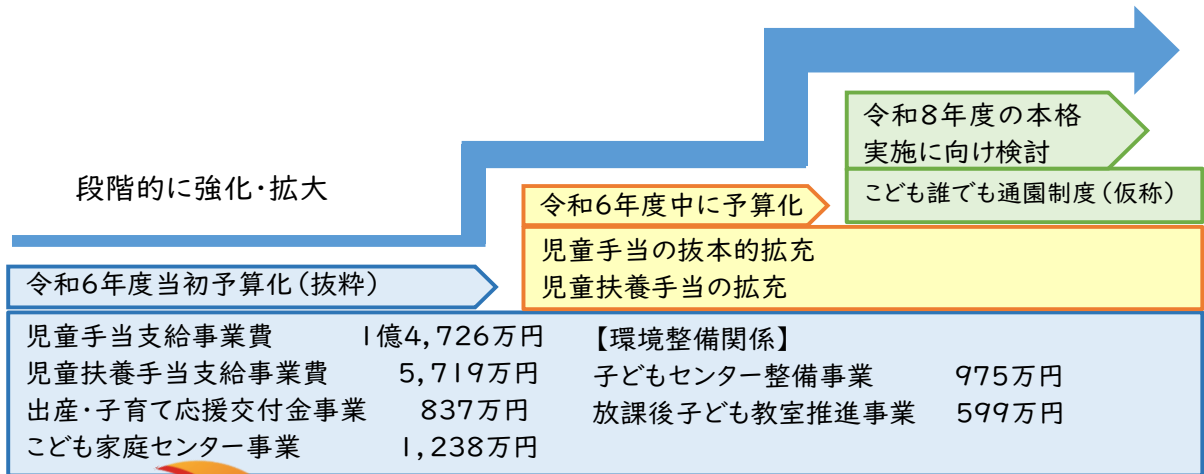 段階的に強化・拡大
令和8年度の本格
実施に向け検討
こども誰でも通園制度(仮称)
令和6年度中に予算化
児童手当の抜本的拡充
児童扶養手当の拡充
令和6年度当初予算化(抜粋)
児童手当支給事業費 1億4,726万円
児童扶養手当支給事業費 5,719万円
出産・子育て応援交付金事業 837万円
こども家庭センター事業 1,238万円
【環境整備関係】
子どもセンター整備事業 975万円
放課後子ども教室推進事業 599万円